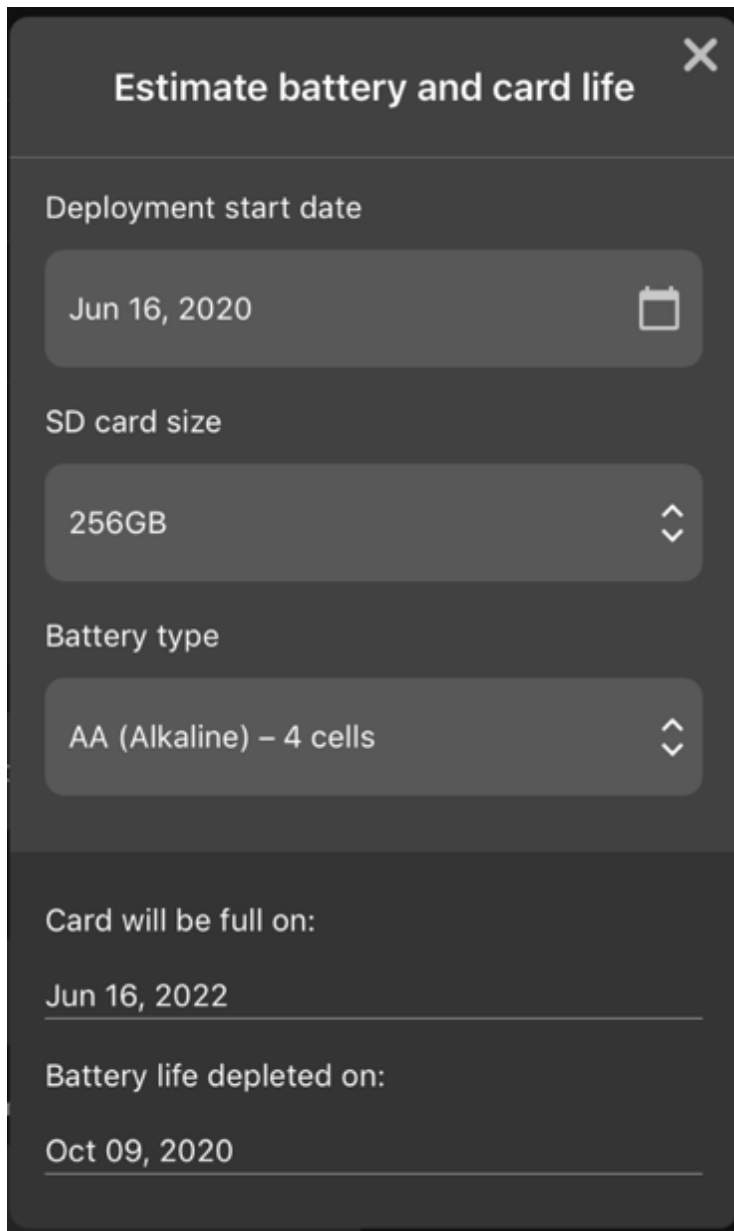 Estimate battery and card life
Deployment start date
Jun 16, 2020
SD card size
256GB
Battery type
AA (Alkaline) – 4 cells
Card will be full on:
Jun 16, 2022
Battery life depleted on:
Oct 09, 2020